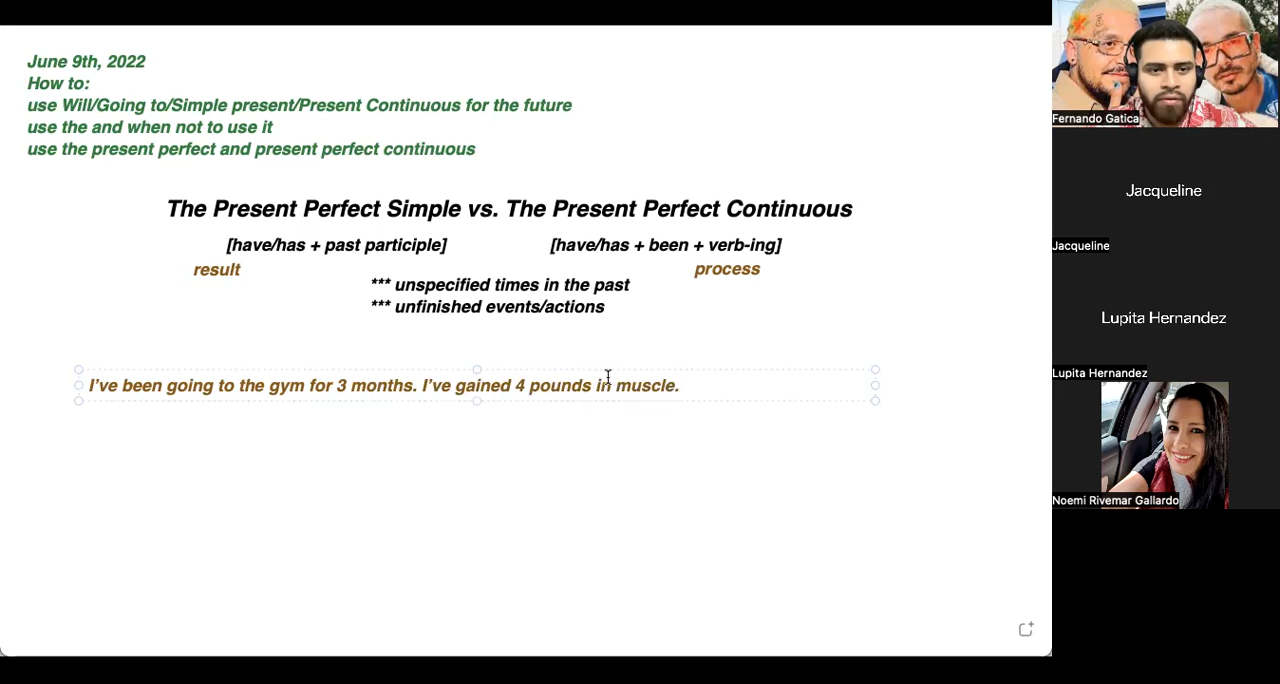 June 9th, 2022
How to:
use Will/Going to/Simple present/Present Continuous for the future
use the and when not to use it
use the present perfect and present perfect continuous
The Present Perfect Simple vs. The Present Perfect Continuous
[have/has + past participle] [have/has + been + verb-ing]
result process
*** unspecified times in the past
*** unfinished events/actions
I've been going to the gym for 3 months. I've gained 4 pounds in muscle.
Fernando Gatica
Jacqueline
Jacqueline
Lupita Hernandez
Lupita Hernandez
Noemi Rivemar Gallardo